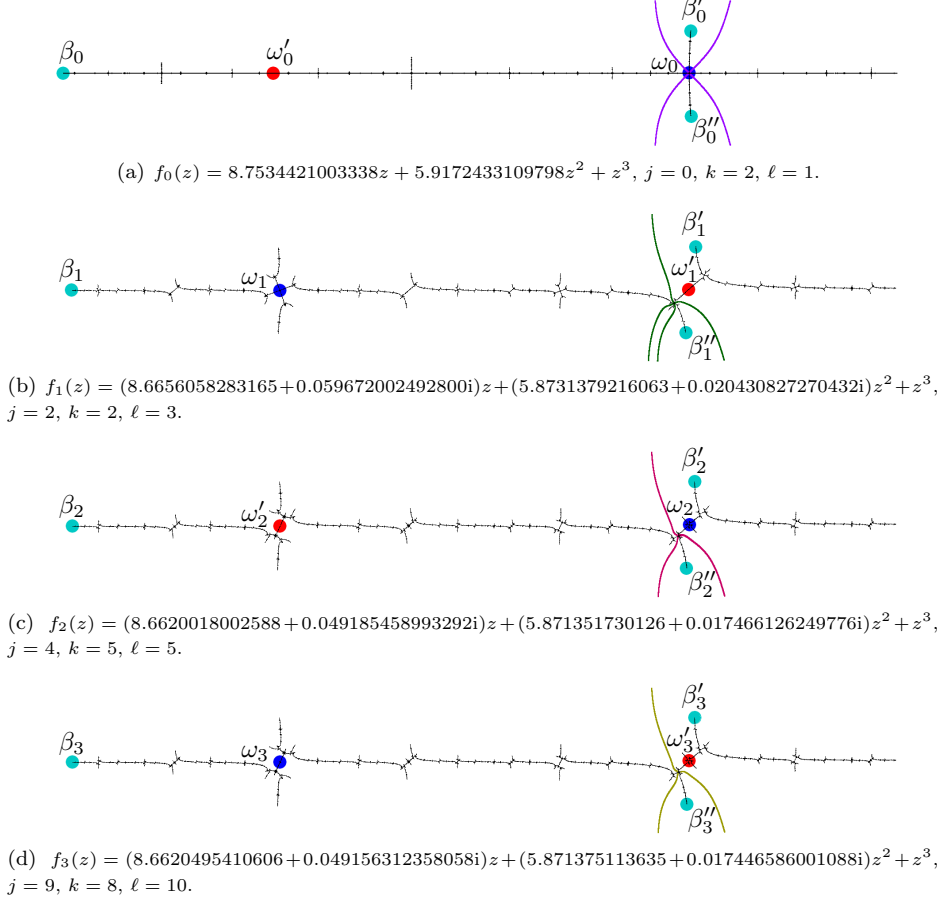 β′₀
β₀ ω′₀ ω₀
β″₀
(a) f₀(z) = 8.7534421003338z + 5.9172433109798z² + z³, j = 0, k = 2, ℓ = 1.
β′₁
β₁ ω₁ ω′₁
β″₁
(b) f₁(z) = (8.6656058283165+0.059672002492800i)z+(5.8731379216063+0.020430827270432i)z²+z³,
j = 2, k = 2, ℓ = 3.
β′₂
β₂ ω′₂ ω₂
β″₂
(c) f₂(z) = (8.6620018002588+0.049185458993292i)z+(5.871351730126+0.017466126249776i)z²+z³,
j = 4, k = 5, ℓ = 5.
β′₃
β₃ ω₃ ω′₃
β″₃
(d) f₃(z) = (8.6620495410606+0.049156312358058i)z+(5.871375113635+0.0174465860010​88i)z²+z³,
j = 9, k = 8, ℓ = 10.